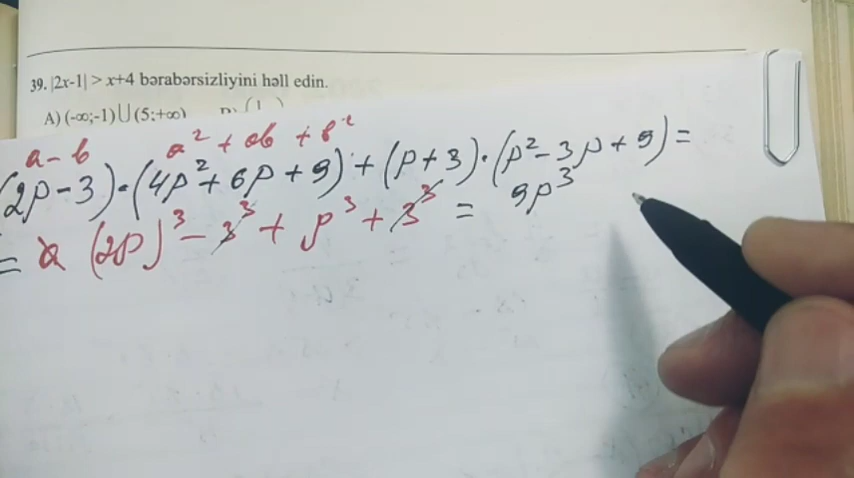 39. |2x-1| > x+4 bərabərsizliyini həll edin.
A) (-∞;-1)⋃(5;+∞)
a - b a² + ab + b²
(2p - 3)·(4p² + 6p + 9) + (p + 3)·(p² - 3p + 9) =
= (2p)³ - 3³ + p³ + 3³ = 9p³